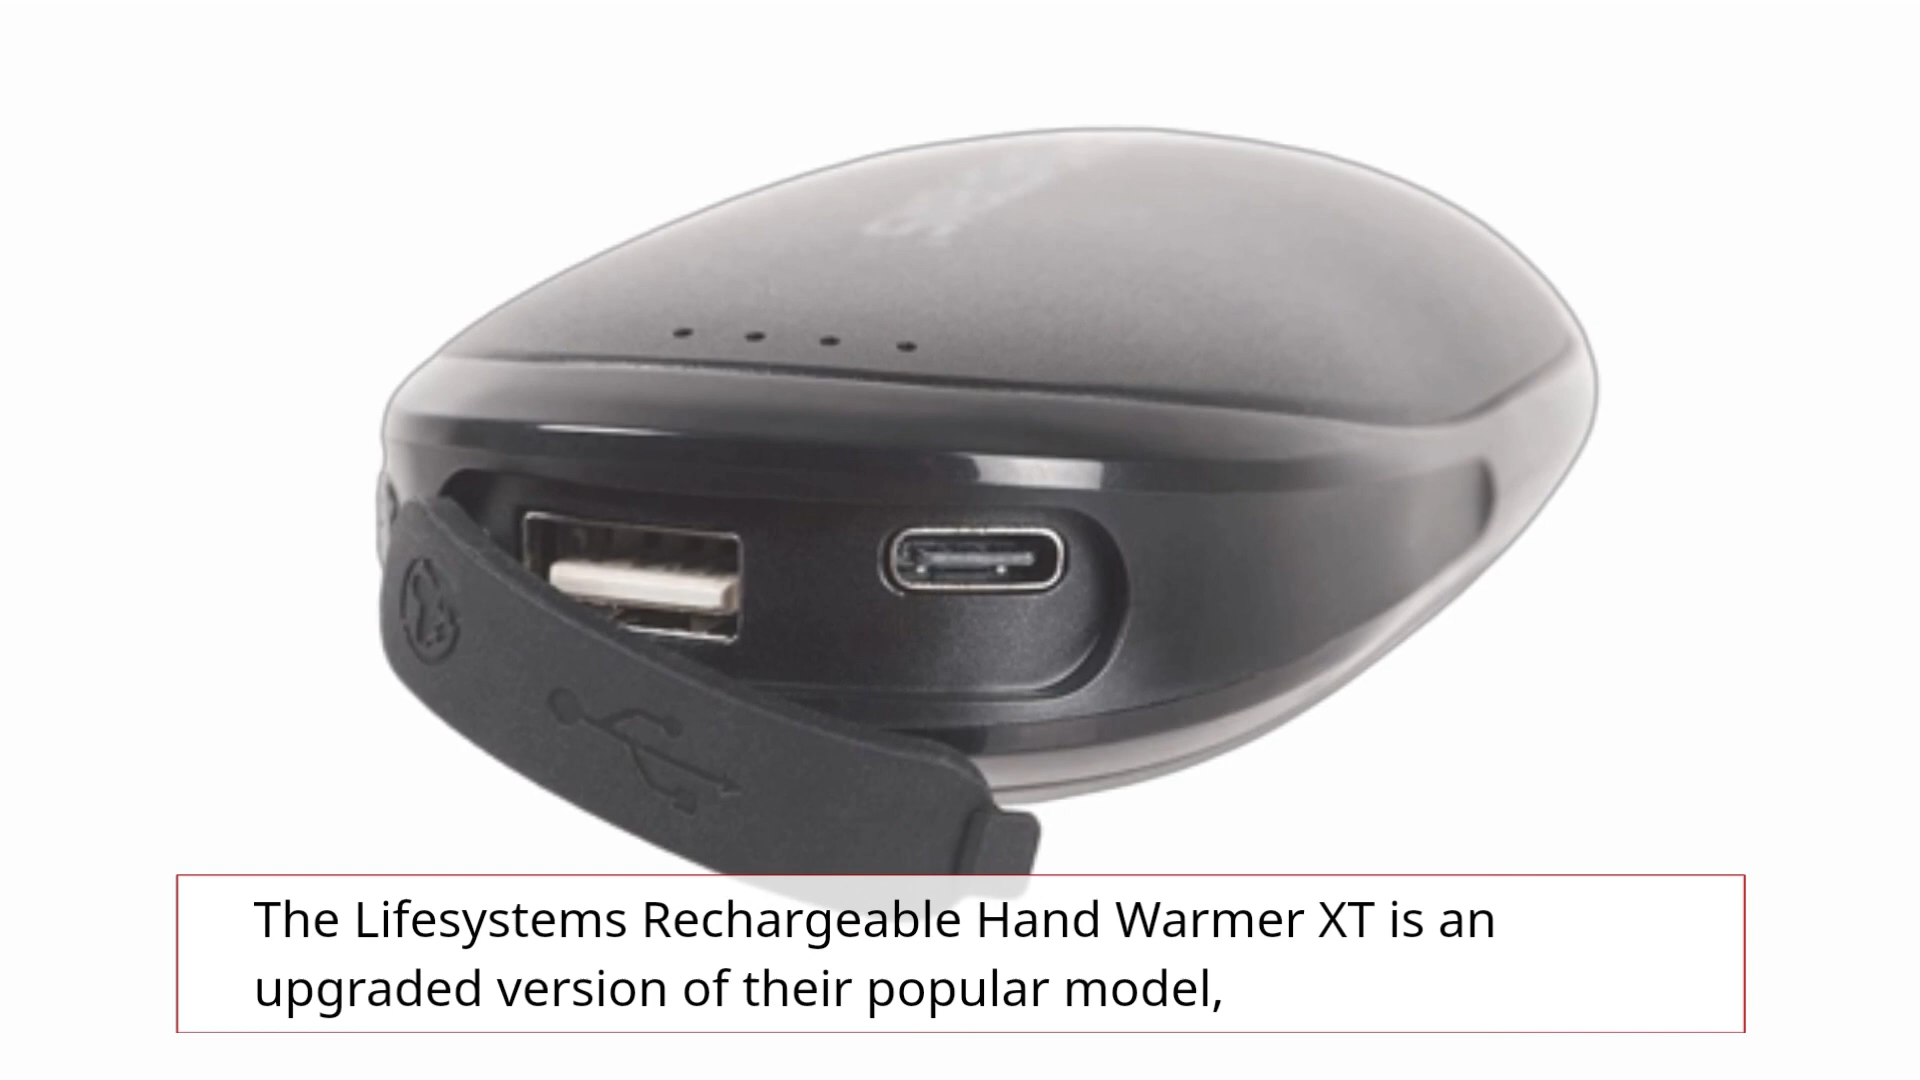 The Lifesystems Rechargeable Hand Warmer XT is an
upgraded version of their popular model,